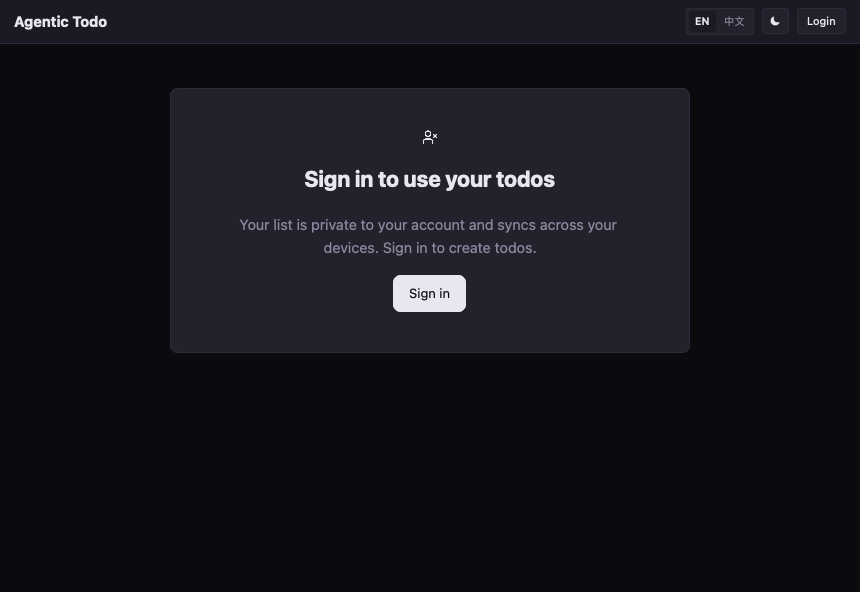 Agentic Todo
EN
中文
Login
Sign in to use your todos
Your list is private to your account and syncs across your
devices. Sign in to create todos.
Sign in